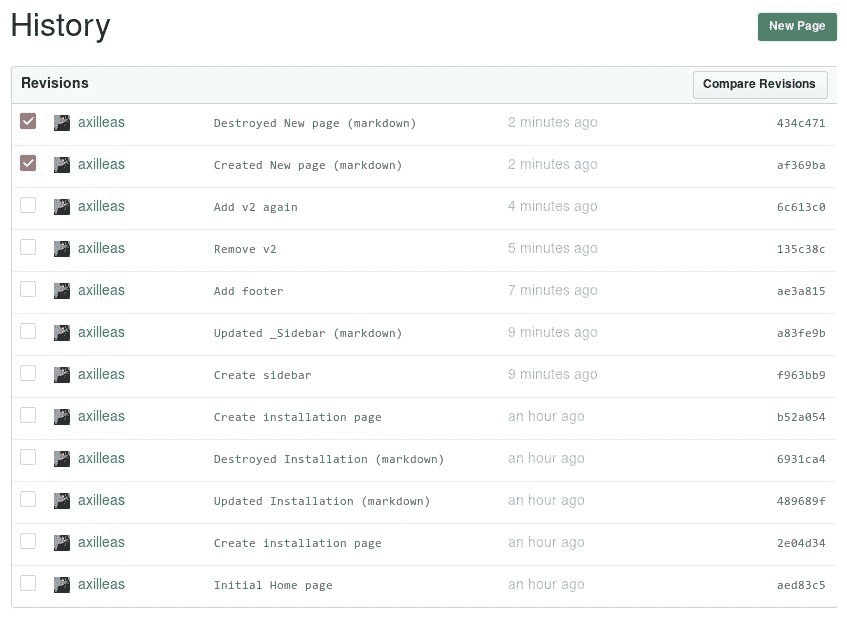 History
New Page
Revisions
Compare Revisions
axilleas Destroyed New page (markdown) 2 minutes ago 434c471
axilleas Created New page (markdown) 2 minutes ago af369ba
axilleas Add v2 again 4 minutes ago 6c613c0
axilleas Remove v2 5 minutes ago 135c38c
axilleas Add footer 7 minutes ago ae3a815
axilleas Updated _Sidebar (markdown) 9 minutes ago a83fe9b
axilleas Create sidebar 9 minutes ago f963bb9
axilleas Create installation page an hour ago b52a054
axilleas Destroyed Installation (markdown) an hour ago 6931ca4
axilleas Updated Installation (markdown) an hour ago 489689f
axilleas Create installation page an hour ago 2e04d34
axilleas Initial Home page an hour ago aed83c5